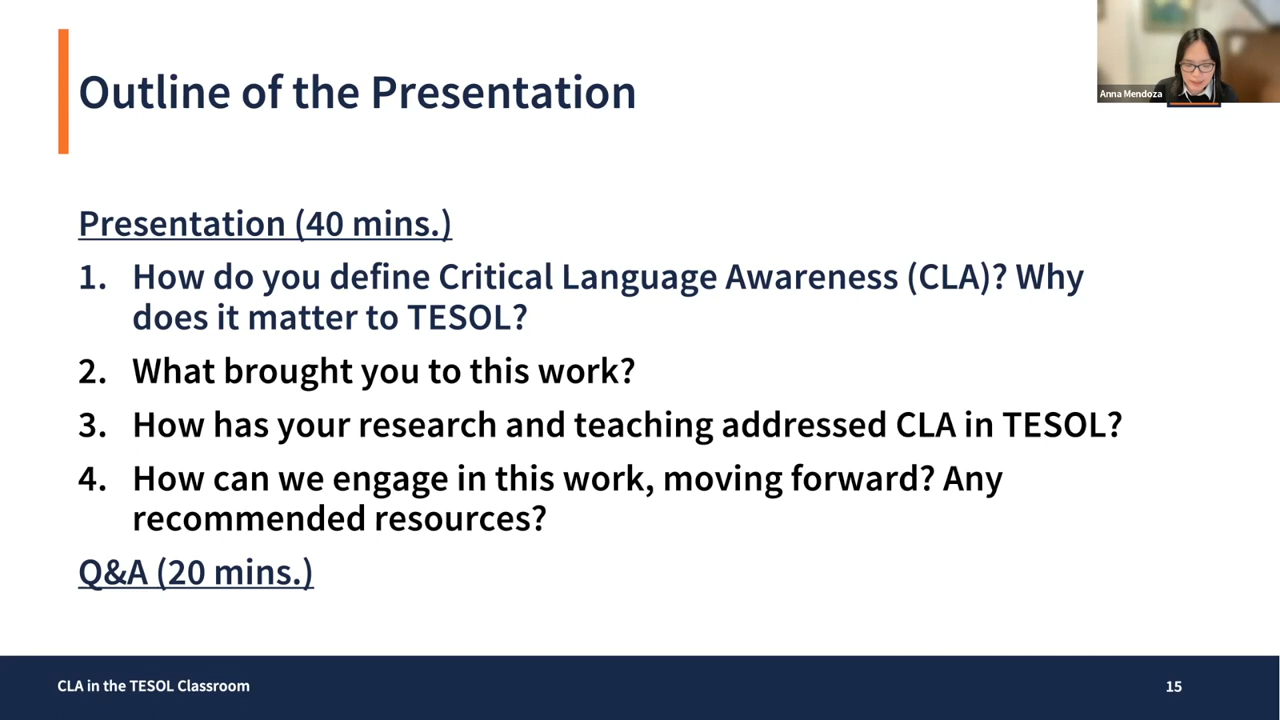 Outline of the Presentation
Anna Mendoza
Presentation (40 mins.)
1. How do you define Critical Language Awareness (CLA)? Why
does it matter to TESOL?
2. What brought you to this work?
3. How has your research and teaching addressed CLA in TESOL?
4. How can we engage in this work, moving forward? Any
recommended resources?
Q&A (20 mins.)
CLA in the TESOL Classroom
15